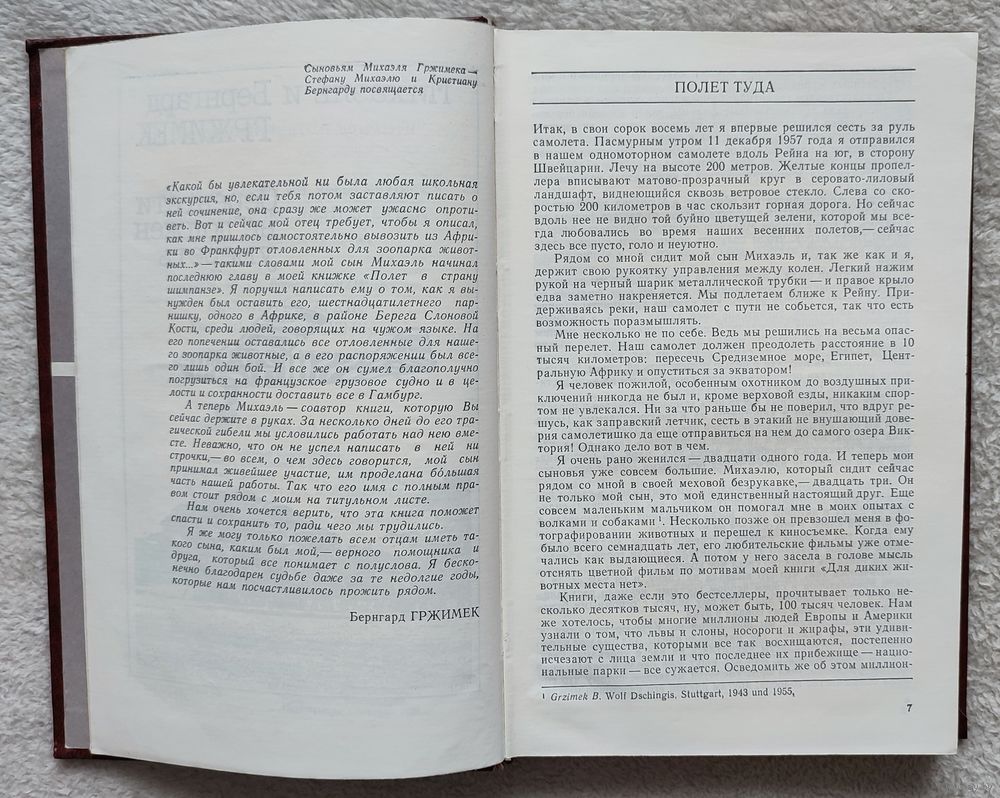 Сыновьям Михаэля Гржимека —
Стефану Михаэлю и Кристиану
Бернгарду посвящается
«Какой бы увлекательной ни была любая школьная
экскурсия, но, если тебя потом заставляют писать о
ней сочинение, она сразу же может ужасно опроти-
веть. Вот и сейчас мой отец требует, чтобы я описал,
как мне пришлось самостоятельно вывозить из Афри-
ки во Франкфурт отловленных для зоопарка живот-
ных...» — такими словами мой сын Михаэль начинал
последнюю главу в моей книжке «Полет в страну
шимпанзе». Я поручил написать ему о том, как я вы-
нужден был оставить его, шестнадцатилетнего пар-
нишку, одного в Африке, в районе Берега Слоновой
Кости, среди людей, говорящих на чужом языке. На
его попечении оставались все отловленные для наше-
го зоопарка животные, а в его распоряжении был все-
го лишь один бой. И все же он сумел благополучно
погрузиться на французское грузовое судно и в це-
лости и сохранности доставить все в Гамбург.
А теперь Михаэль — соавтор книги, которую Вы
сейчас держите в руках. За несколько дней до его тра-
гической гибели мы условились работать над нею вме-
сте. Неважно, что он не успел написать в ней ни
строчки,— во всем, о чем здесь говорится, мой сын
принимал живейшее участие, им проделана бо́льшая
часть нашей работы. Так что его имя с полным пра-
вом стоит рядом с моим на титульном листе.
Нам очень хочется верить, что эта книга поможет
спасти и сохранить то, ради чего мы трудились.
Я же могу только пожелать всем отцам иметь та-
кого сына, каким был мой,— верного помощника и
друга, который все понимает с полуслова. Я беско-
нечно благодарен судьбе даже за те недолгие годы,
которые нам посчастливилось прожить рядом.
Бернгард ГРЖИМЕК
ПОЛЕТ ТУДА
Итак, в свои сорок восемь лет я впервые решился сесть за руль
самолета. Пасмурным утром 11 декабря 1957 года я отправился
в нашем одномоторном самолете вдоль Рейна на юг, в сторону
Швейцарии. Лечу на высоте 200 метров. Желтые концы пропел-
лера вписывают матово-прозрачный круг в серовато-лиловый
ландшафт, виднеющийся сквозь ветровое стекло. Слева со ско-
ростью 200 километров в час скользит горная дорога. Но сейчас
вдоль нее не видно той буйно цветущей зелени, которой мы все-
гда любовались во время наших весенних полетов,— сейчас
здесь все пусто, голо и неуютно.
Рядом со мной сидит мой сын Михаэль и, так же как и я,
держит свою рукоятку управления между колен. Легкий нажим
рукой на черный шарик металлической трубки — и правое крыло
едва заметно накреняется. Мы подлетаем ближе к Рейну. При-
держиваясь реки, наш самолет с пути не собьется, так что есть
возможность поразмышлять.
Мне несколько не по себе. Ведь мы решились на весьма опас-
ный перелет. Наш самолет должен преодолеть расстояние в 10
тысяч километров: пересечь Средиземное море, Египет, Цент-
ральную Африку и опуститься за экватором!
Я человек пожилой, особенным охотником до воздушных при-
ключений никогда не был и, кроме верховой езды, никаким спор-
том не увлекался. Ни за что раньше бы не поверил, что вдруг ре-
шусь, как заправский летчик, сесть в этакий не внушающий дове-
рия самолетишко да еще отправиться на нем до самого озера Вик-
тория! Однако дело вот в чем.
Я очень рано женился — двадцати одного года. И теперь мои
сыновья уже совсем большие. Михаэлю, который сидит сейчас
рядом со мной в своей меховой безрукавке,— двадцать три. Он
не только мой сын, это мой единственный настоящий друг. Еще
совсем маленьким мальчиком он помогал мне в моих опытах с
волками и собаками¹. Несколько позже он превзошел меня в фо-
тографировании животных и перешел к киносъемке. Когда ему
было всего семнадцать лет, его любительские фильмы уже отме-
чались как выдающиеся. А потом у него засела в голове мысль
отснять цветной фильм по мотивам моей книги «Для диких жи-
вотных места нет».
Книги, даже если это бестселлеры, прочитывает только не-
сколько десятков тысяч, ну, может быть, 100 тысяч человек. Нам
же хотелось, чтобы многие миллионы людей Европы и Америки
узнали о том, что львы и слоны, носороги и жирафы, эти удиви-
тельные существа, которыми все так восхищаются, постепенно
исчезают с лица земли и что последнее их прибежище — нацио-
нальные парки — все сужается. Осведомить же об этом миллион-
¹ Grzimek B. Wolf Dschingis. Stuttgart, 1943 und 1955.
7